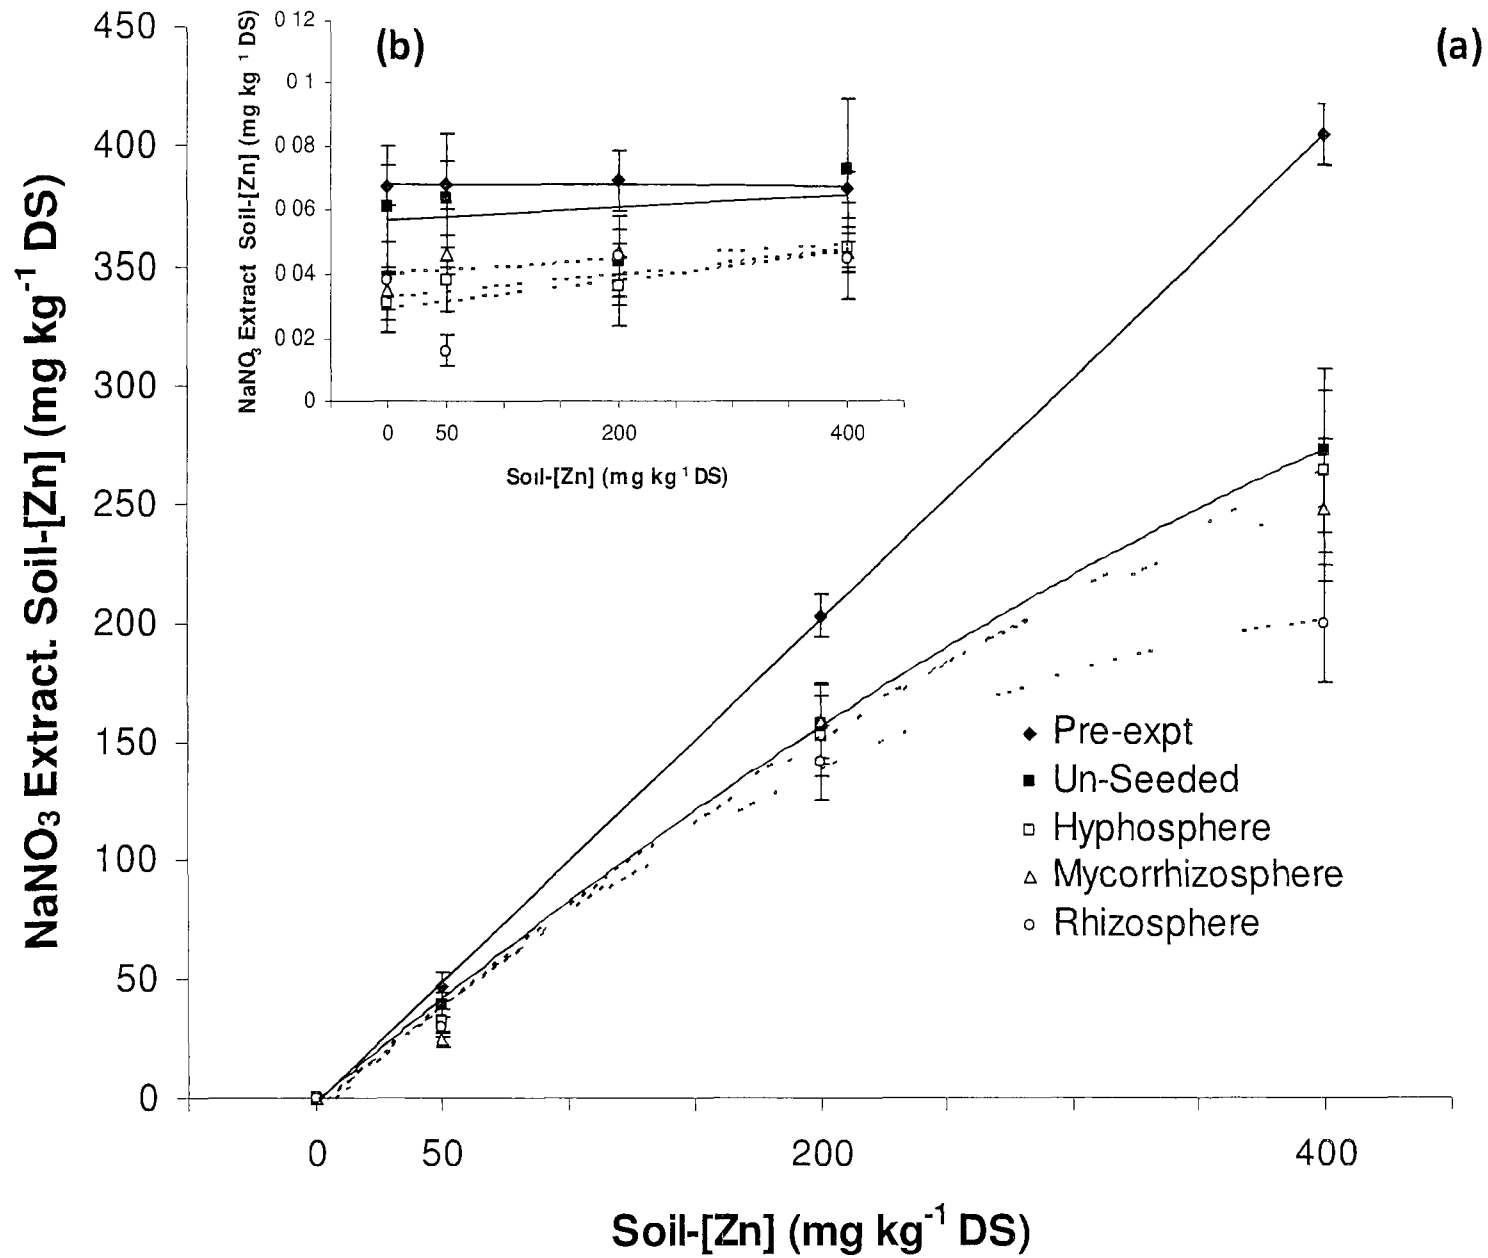 (a)
450
400
350
300
250
200
150
100
50
0
NaNO₃ Extract. Soil-[Zn] (mg kg⁻¹ DS)
0
50
200
400
Soil-[Zn] (mg kg⁻¹ DS)
Pre-expt
Un-Seeded
Hyphosphere
Mycorrhizosphere
Rhizosphere
(b)
0 12
0 1
0 08
0 06
0 04
0 02
0
NaNO₃ Extract Soil-[Zn] (mg kg ¹ DS)
0
50
200
400
Soil-[Zn] (mg kg ¹ DS)